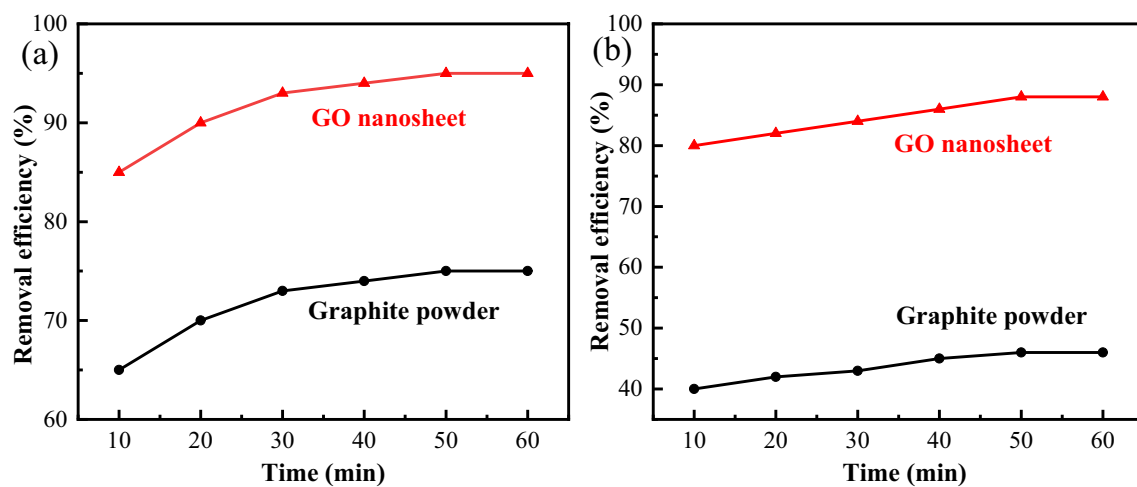 (a)
Removal efficiency (%)
100
90
80
70
60
GO nanosheet
Graphite powder
10 20 30 40 50 60
Time (min)
(b)
Removal efficiency (%)
100
90
80
70
60
50
40
GO nanosheet
Graphite powder
10 20 30 40 50 60
Time (min)